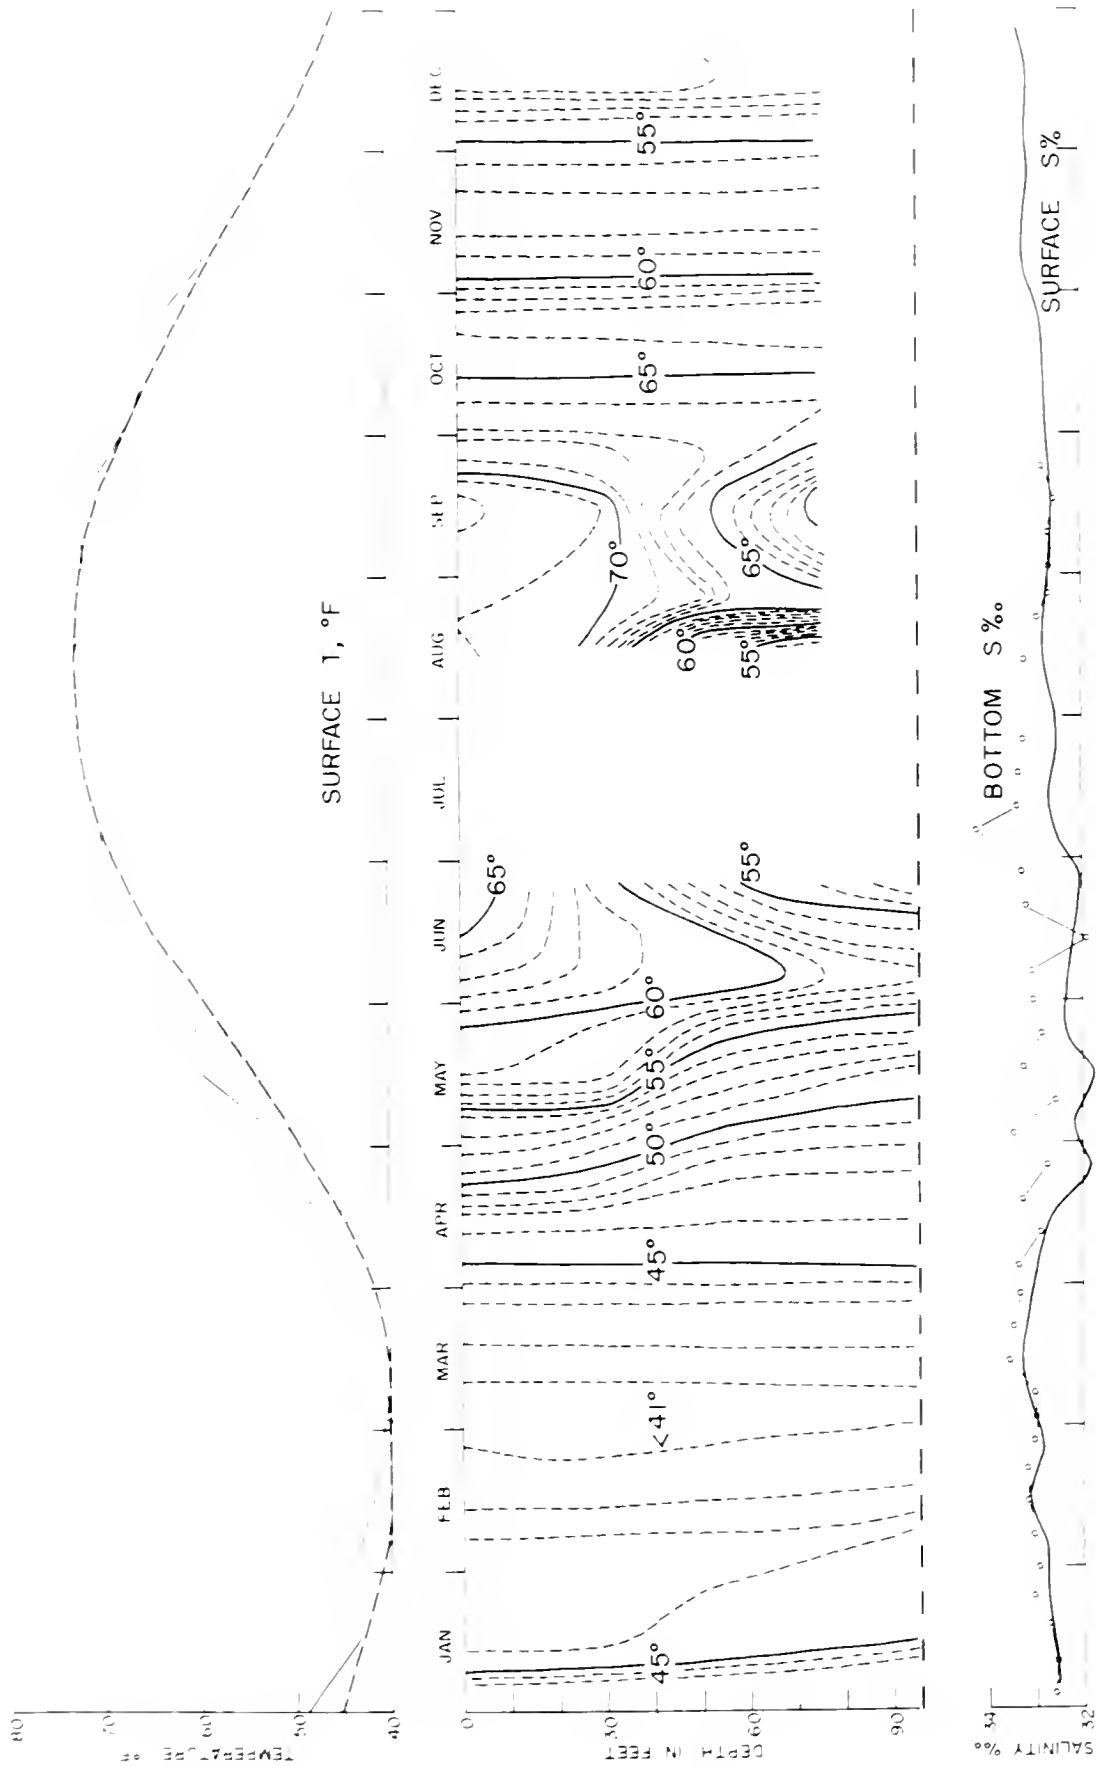 80
70
60
50
40
TEMPERATURE °F
SURFACE T, °F
JAN
FEB
MAR
APR
MAY
JUN
JUL
AUG
SEP
OCT
NOV
DEC
0
30
60
90
DEPTH IN FEET
45°
<41°
45°
50°
55°
60°
65°
55°
60°
55°
70°
65°
65°
60°
55°
34
32
SALINITY ‰
BOTTOM S‰
SURFACE S%